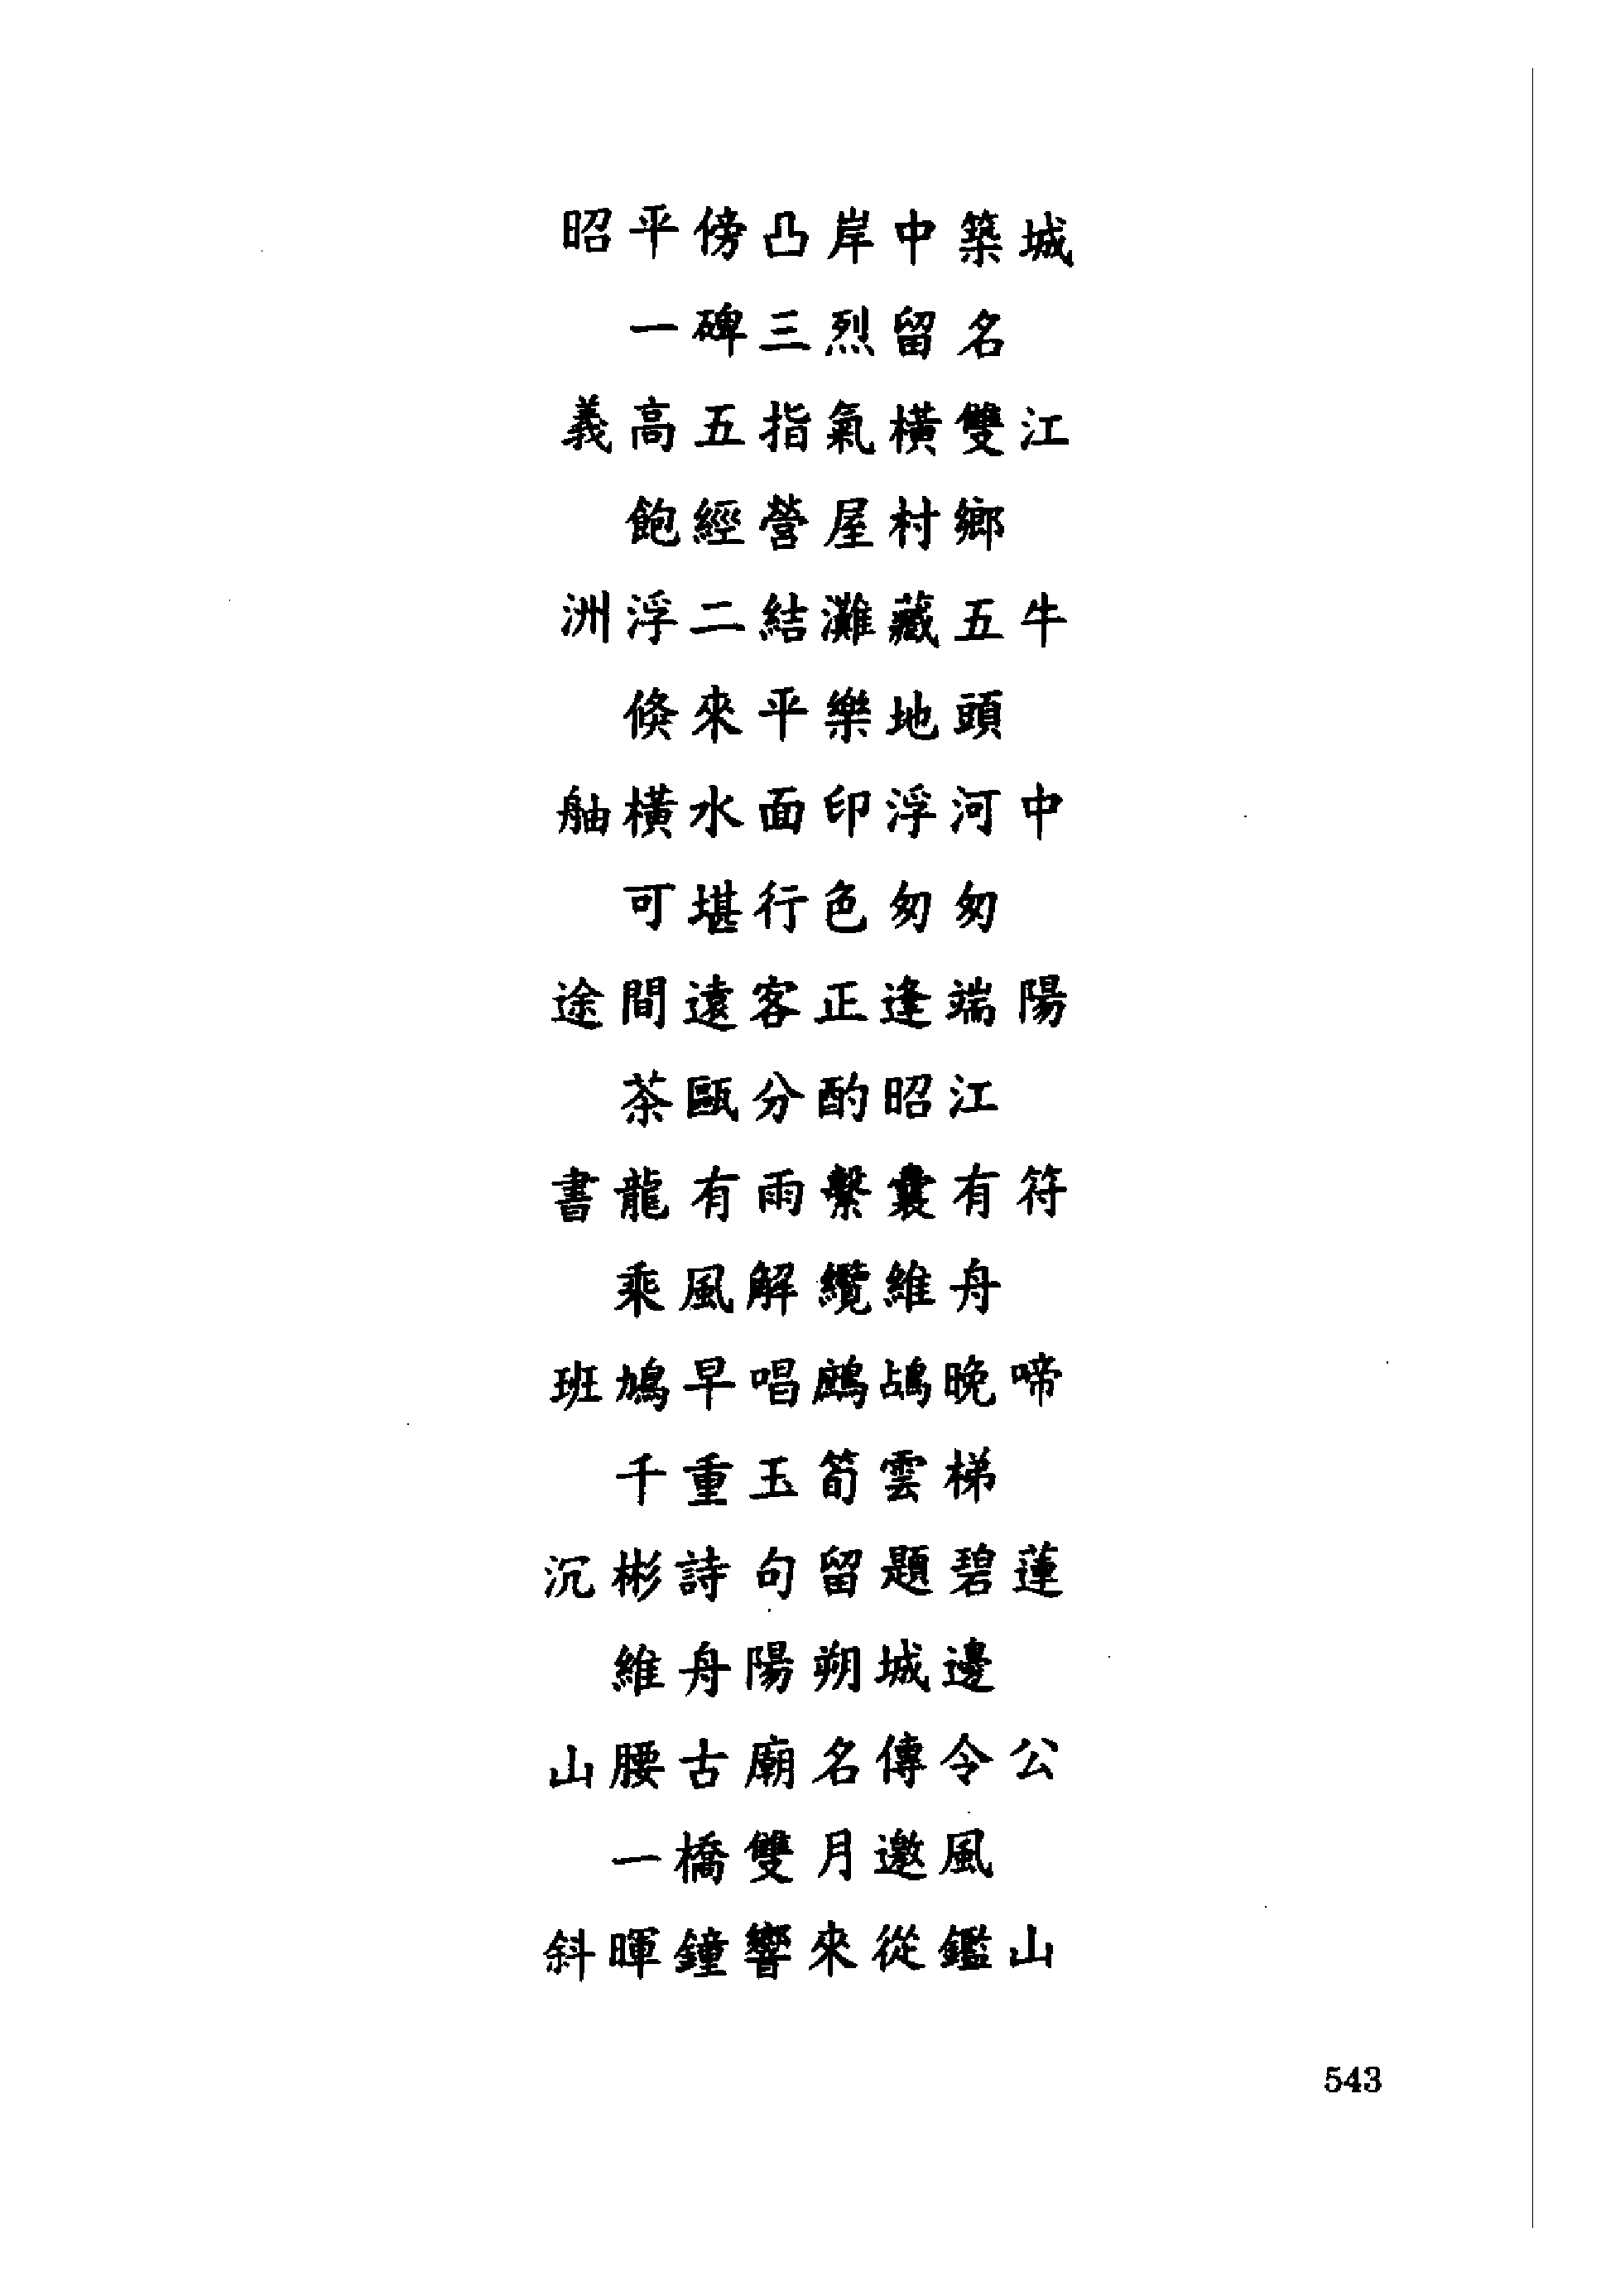 昭平傍凸岸中築城
一碑三烈留名
義高五指氣橫雙江
飽經營屋村鄉
洲浮二結灘藏五牛
倏來平樂地頭
舳橫水面印浮河中
可堪行色匆匆
途間遠客正逢端陽
茶甌分酌昭江
書龍有雨繫囊有符
乘風解纜維舟
班鳩早唱鷓鴣晚啼
千重玉筍雲梯
沉彬詩句留題碧蓮
維舟陽朔城邊
山腰古廟名傳令公
一橋雙月邀風
斜暉鐘響來從鑑山
543